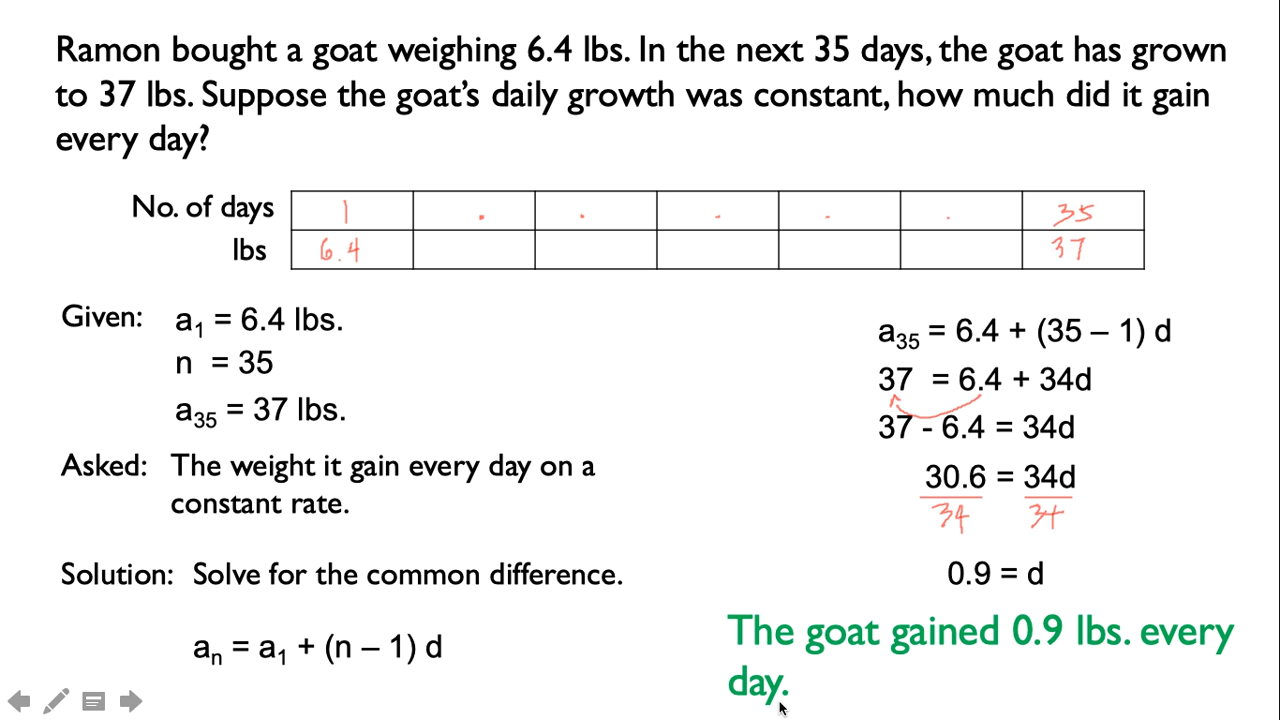 Ramon bought a goat weighing 6.4 lbs. In the next 35 days, the goat has grown
to 37 lbs. Suppose the goat's daily growth was constant, how much did it gain
every day?
No. of days 1 . . . . . 35
lbs 6.4 37
Given: a₁ = 6.4 lbs.
n = 35
a₃₅ = 37 lbs.
Asked: The weight it gain every day on a
constant rate.
Solution: Solve for the common difference.
aₙ = a₁ + (n – 1) d
a₃₅ = 6.4 + (35 – 1) d
37 = 6.4 + 34d
37 - 6.4 = 34d
30.6 = 34d
34 34
0.9 = d
The goat gained 0.9 lbs. every
day.